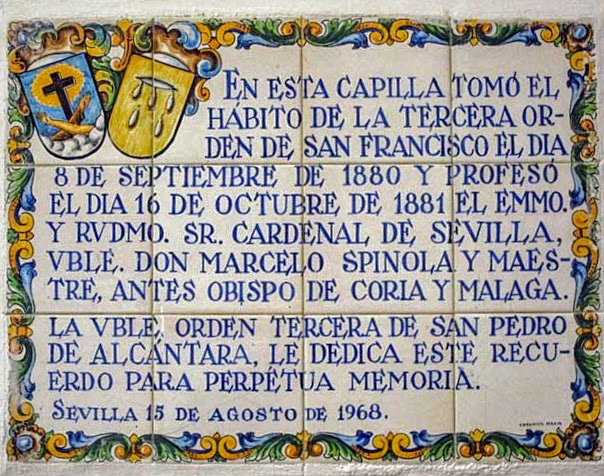 EN ESTA CAPILLA TOMÓ EL
HÁBITO DE LA TERCERA OR-
DEN DE SAN FRANCISCO EL DIA
8 DE SEPTIEMBRE DE 1880 Y PROFESÓ
EL DIA 16 DE OCTUBRE DE 1881 EL EMMO.
Y RVDMO. SR. CARDENAL DE SEVILLA,
VBLE. DON MARCELO SPINOLA Y MAES-
TRE, ANTES OBISPO DE CORIA Y MALAGA.
LA VBLE. ORDEN TERCERA DE SAN PEDRO
DE ALCÁNTARA, LE DEDICA ESTE RECU-
ERDO PARA PERPÉTUA MEMORIA.
SEVILLA 15 DE AGOSTO DE 1968.